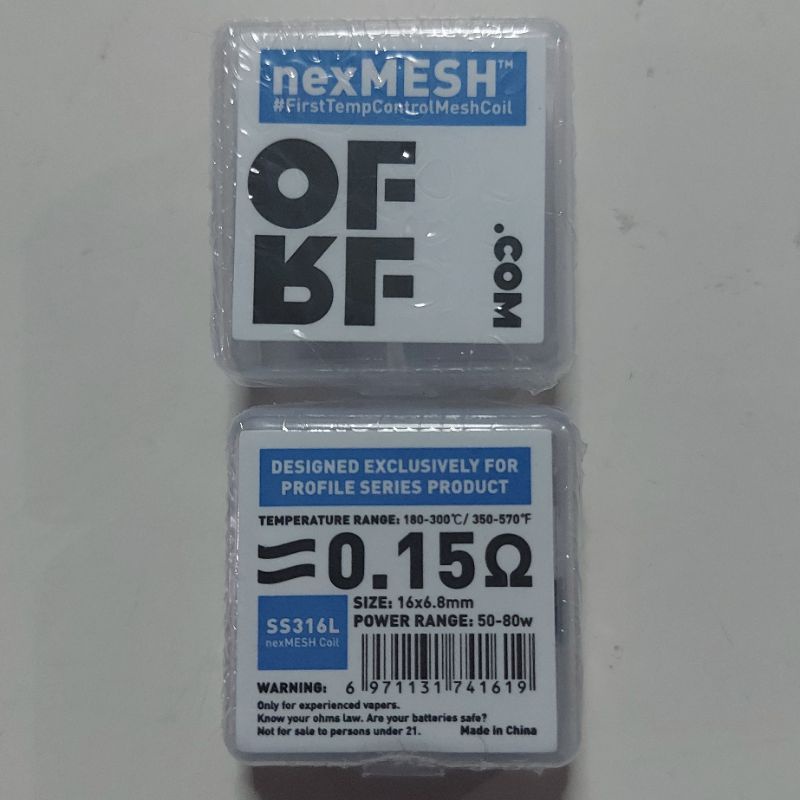 nexMESH™
#FirstTempControlMeshCoil
OF
RF
.COM
DESIGNED EXCLUSIVELY FOR
PROFILE SERIES PRODUCT
TEMPERATURE RANGE: 180-300℃/ 350-570℉
≈0.15Ω
SS316L
nexMESH Coil
SIZE: 16x6.8mm
POWER RANGE: 50-80w
6 971131 741619
WARNING:
Only for experienced vapers.
Know your ohms law. Are your batteries safe?
Not for sale to persons under 21.
Made in China